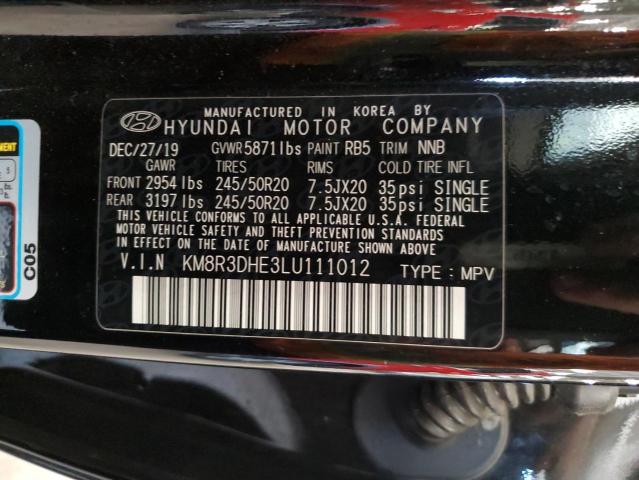 MANUFACTURED IN KOREA BY
HYUNDAI MOTOR COMPANY
DEC/27/19 GVWR 5871lbs PAINT RB5 TRIM NNB
GAWR TIRES RIMS COLD TIRE INFL
FRONT 2954 lbs 245/50R20 7.5JX20 35psi SINGLE
REAR 3197 lbs 245/50R20 7.5JX20 35psi SINGLE
THIS VEHICLE CONFORMS TO ALL APPLICABLE U.S.A. FEDERAL
MOTOR VEHICLE SAFETY AND THEFT PREVENTION STANDARDS
IN EFFECT ON THE DATE OF MANUFACTURE SHOWN ABOVE
V.I.N KM8R3DHE3LU111012 TYPE : MPV
C05